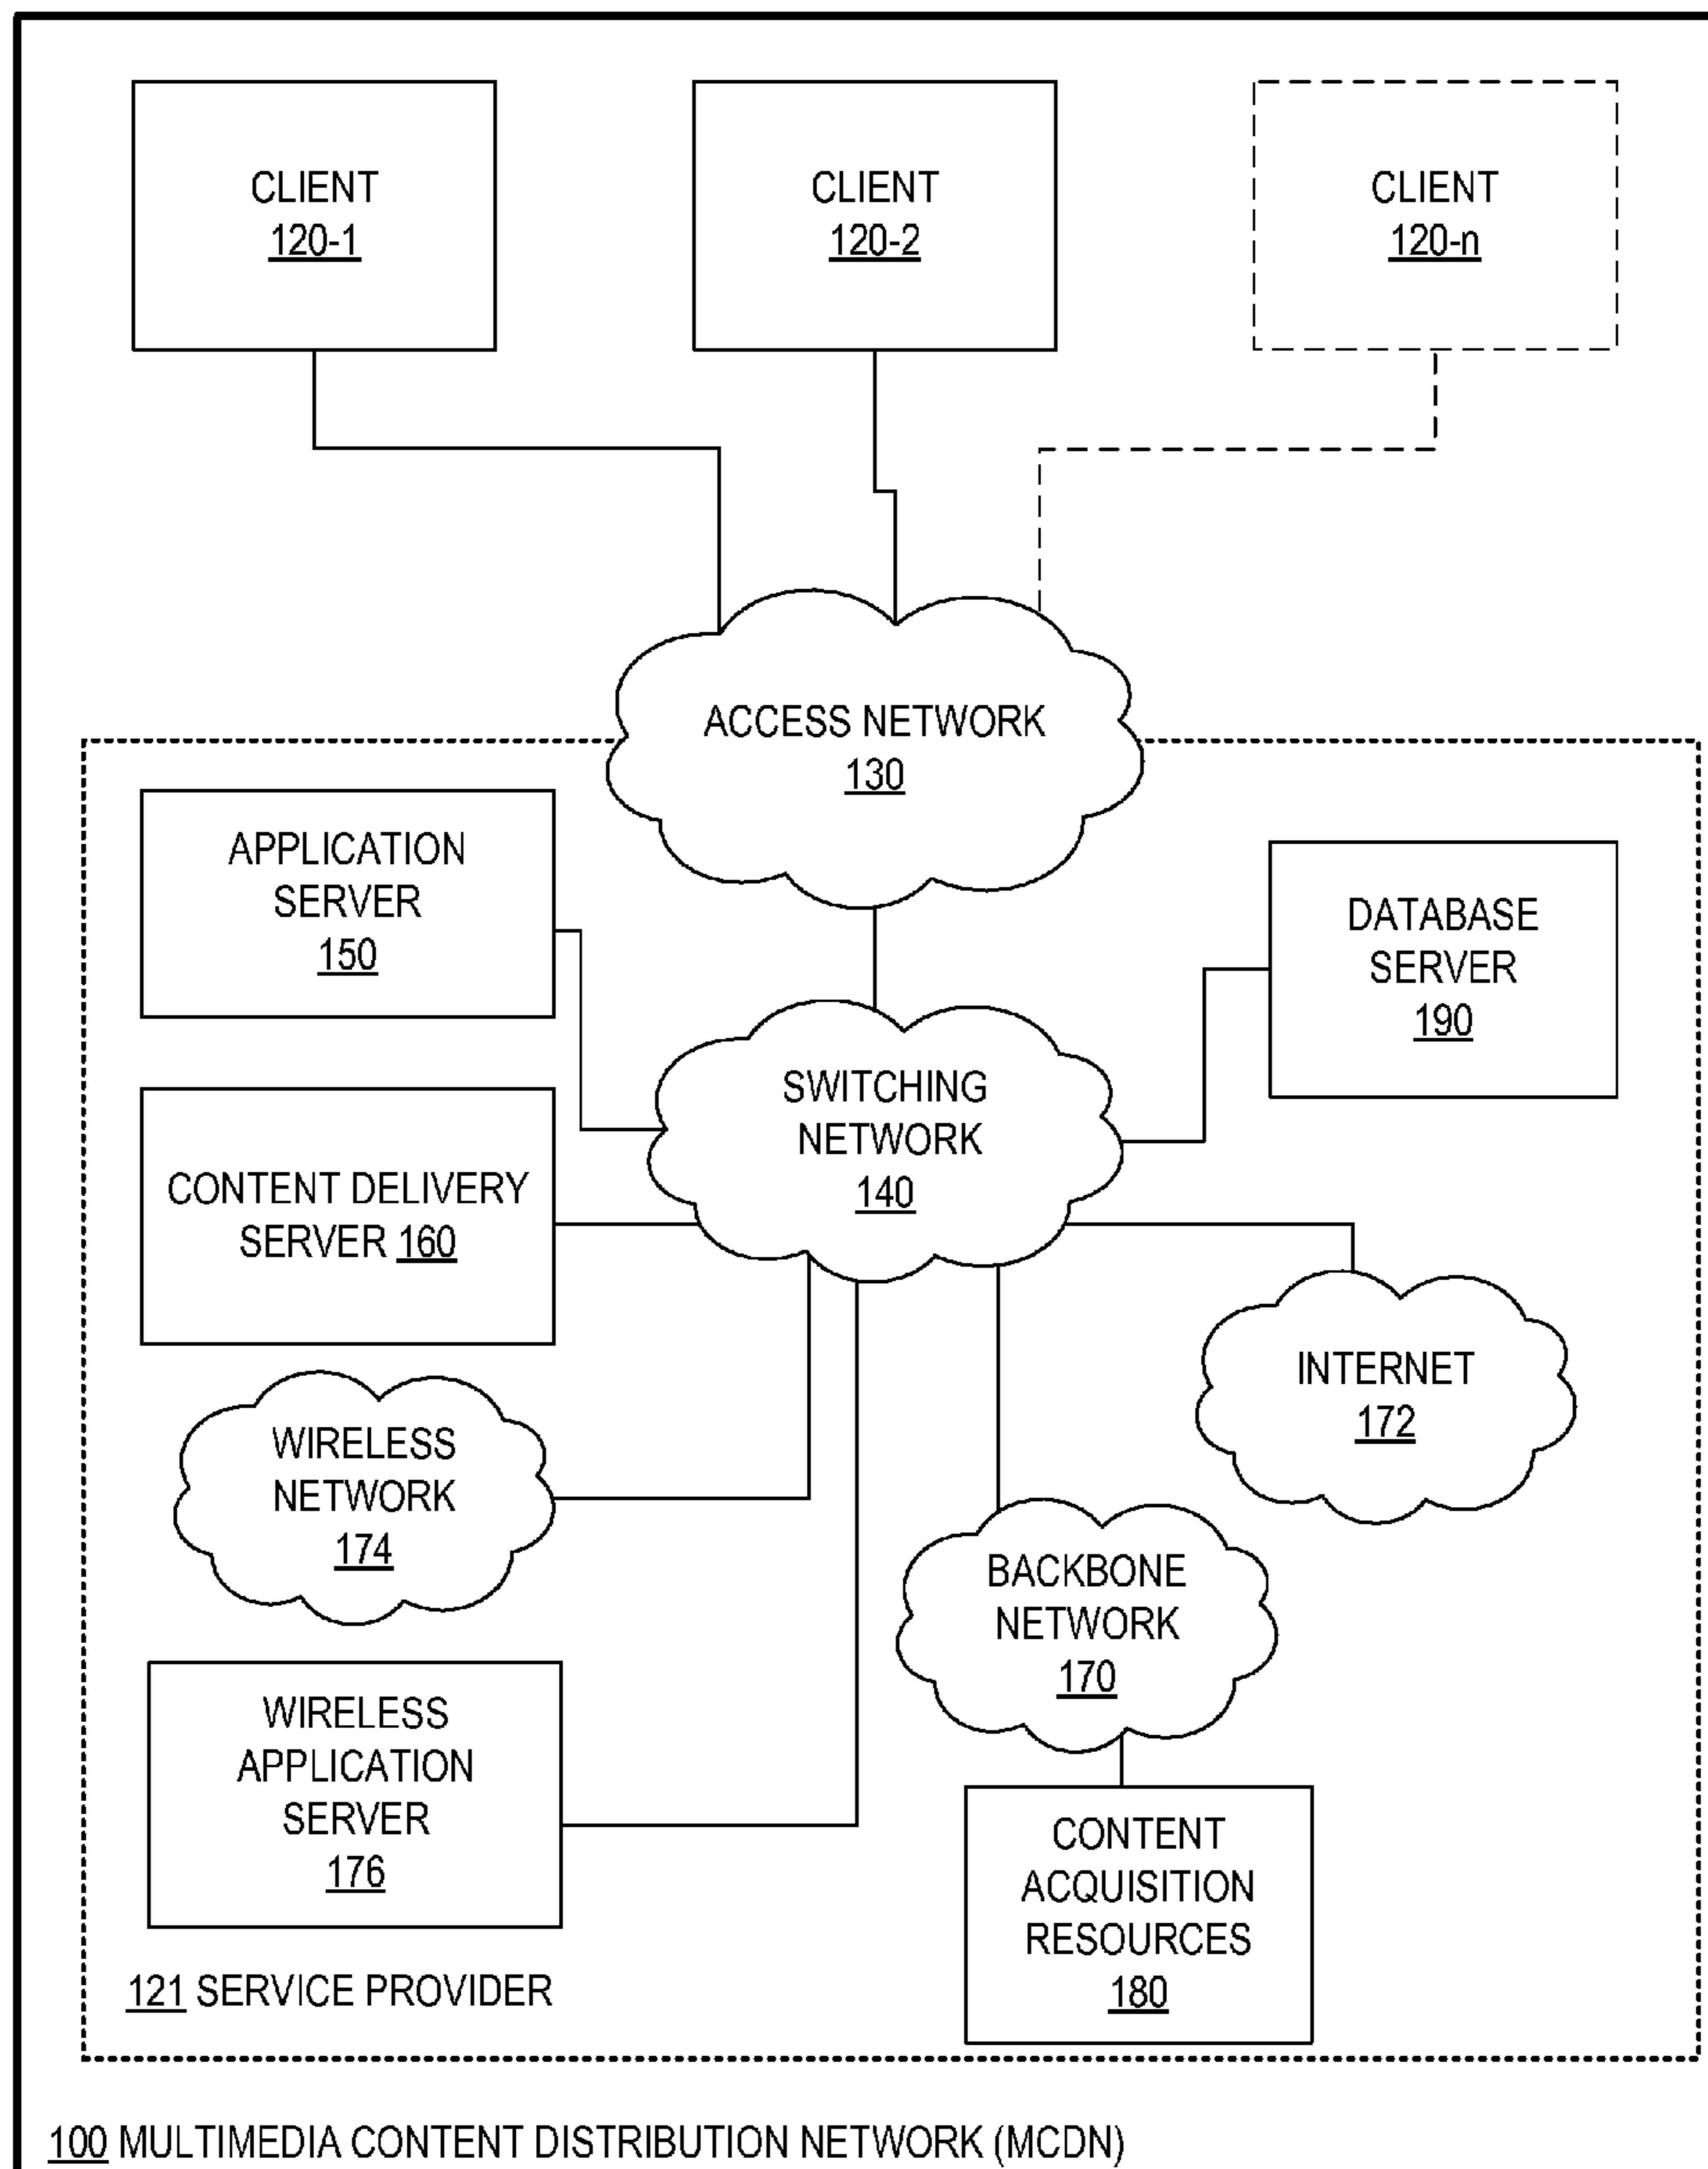 CLIENT
120-1
CLIENT
120-2
CLIENT
120-n
ACCESS NETWORK
130
APPLICATION
SERVER
150
DATABASE
SERVER
190
SWITCHING
NETWORK
140
CONTENT DELIVERY
SERVER 160
INTERNET
172
WIRELESS
NETWORK
174
BACKBONE
NETWORK
170
WIRELESS
APPLICATION
SERVER
176
CONTENT
ACQUISITION
RESOURCES
180
121 SERVICE PROVIDER
100 MULTIMEDIA CONTENT DISTRIBUTION NETWORK (MCDN)